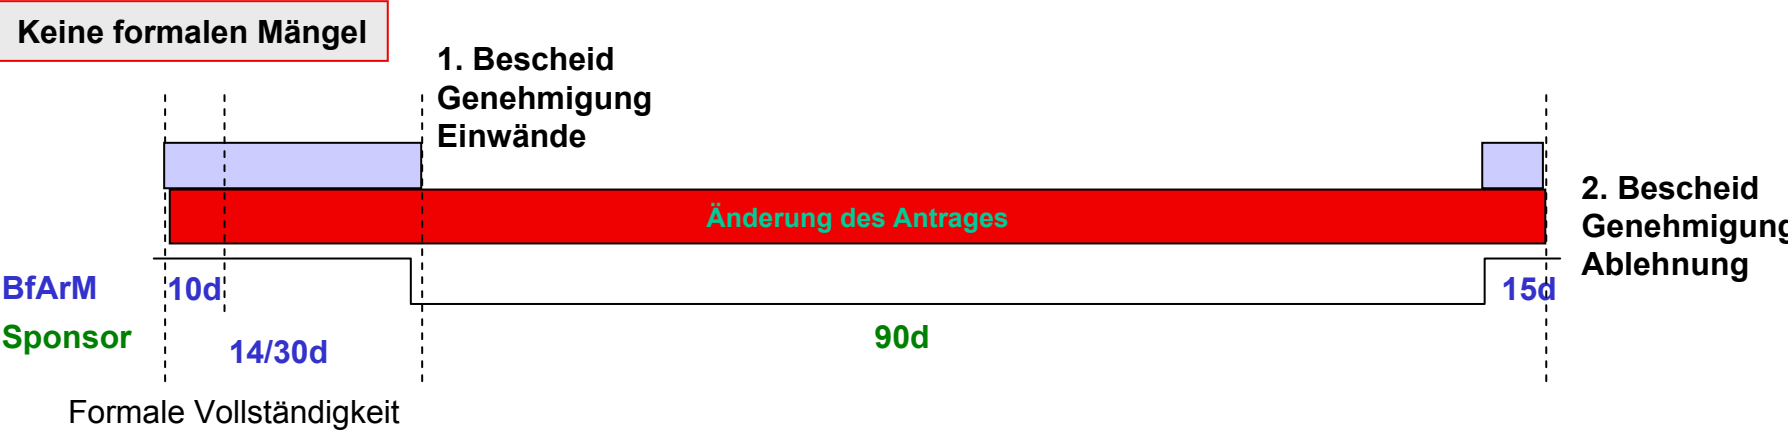 Keine formalen Mängel
1. Bescheid
Genehmigung
Einwände
Änderung des Antrages
2. Bescheid
Genehmigung
Ablehnung
BfArM
10d
15d
Sponsor
14/30d
90d
Formale Vollständigkeit